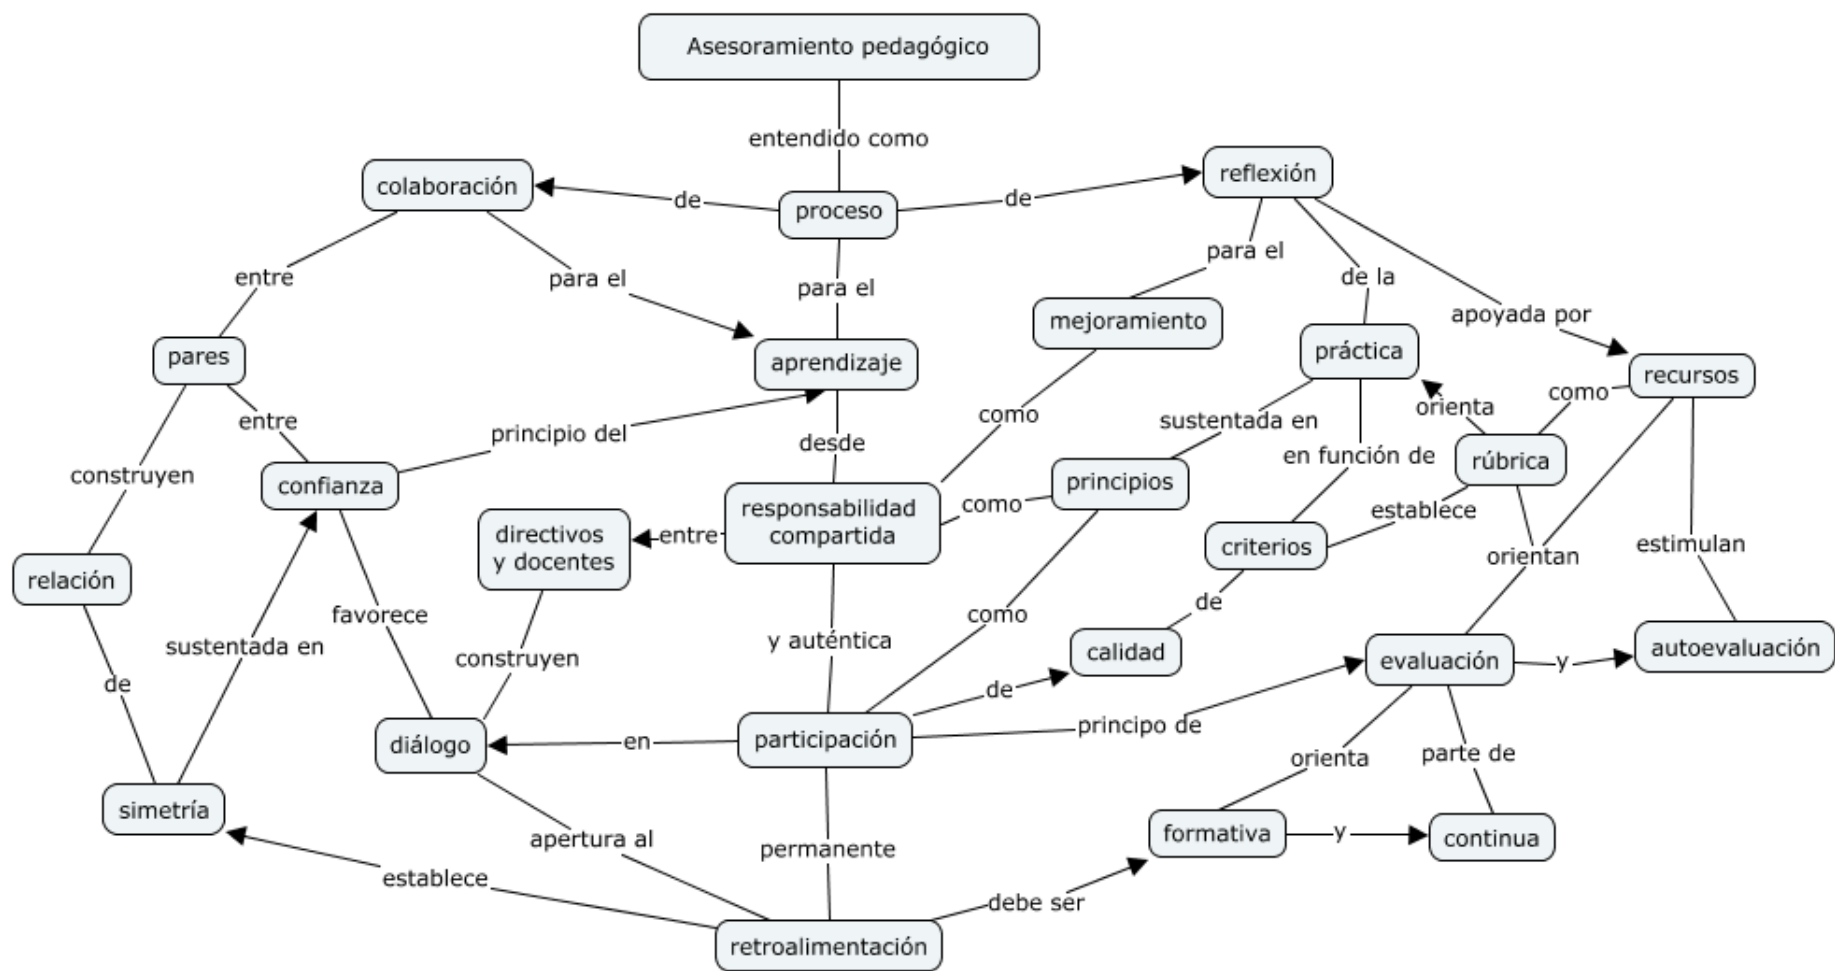 Asesoramiento pedagógico
entendido como
reflexión
colaboración
de
de
proceso
para el
entre
para el
de la
para el
apoyada por
mejoramiento
práctica
pares
aprendizaje
recursos
como
orienta
como
entre
principio del
desde
sustentada en
en función de
rúbrica
construyen
confianza
principios
responsabilidad
compartida
como
establece
directivos
y docentes
entre
criterios
estimulan
orientan
relación
de
favorece
como
y auténtica
sustentada en
construyen
calidad
evaluación
y
autoevaluación
de
de
principo de
diálogo
en
participación
orienta
parte de
simetría
apertura al
permanente
formativa
y
continua
establece
debe ser
retroalimentación